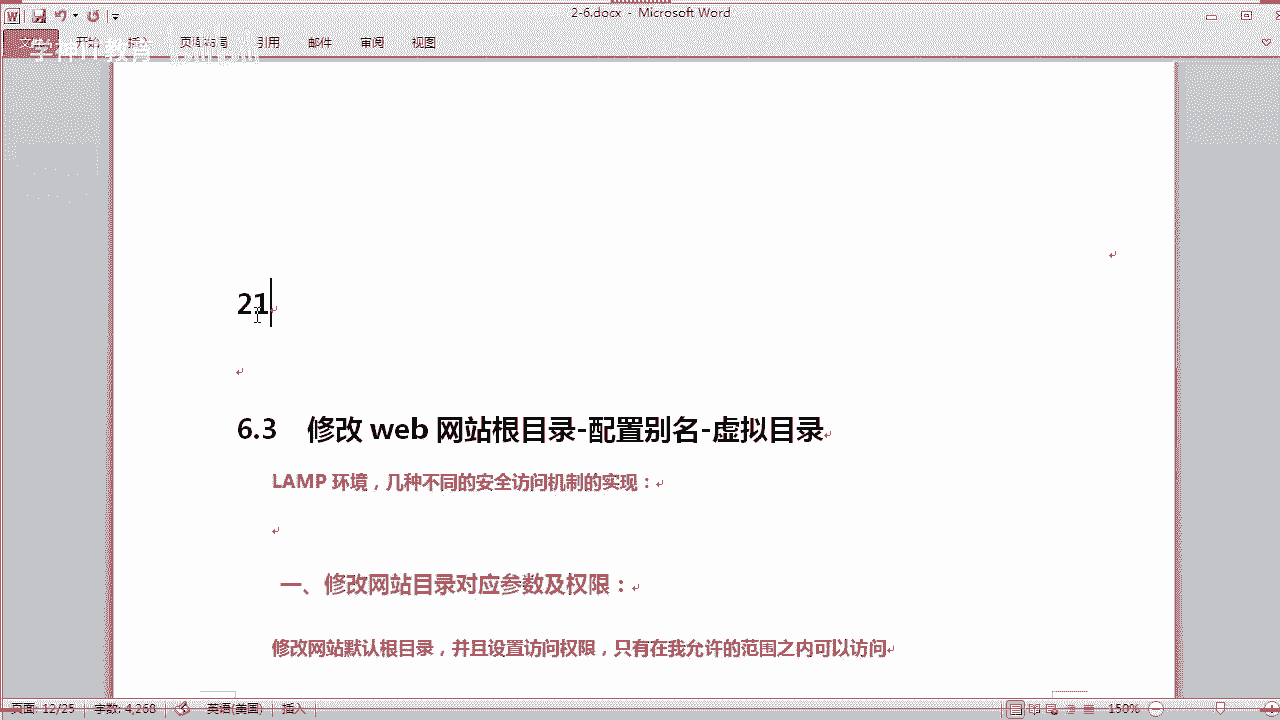 2-6.docx - Microsoft Word
文件 开始 插入 页面布局 引用 邮件 审阅 视图
学神IT教育
21
6.3 修改 web 网站根目录-配置别名-虚拟目录
LAMP 环境，几种不同的安全访问机制的实现：
一、修改网站目录对应参数及权限：
修改网站默认根目录，并且设置访问权限，只有在我允许的范围之内可以访问
页面: 12/25 字数: 4,268 英语(美国) 插入 150%